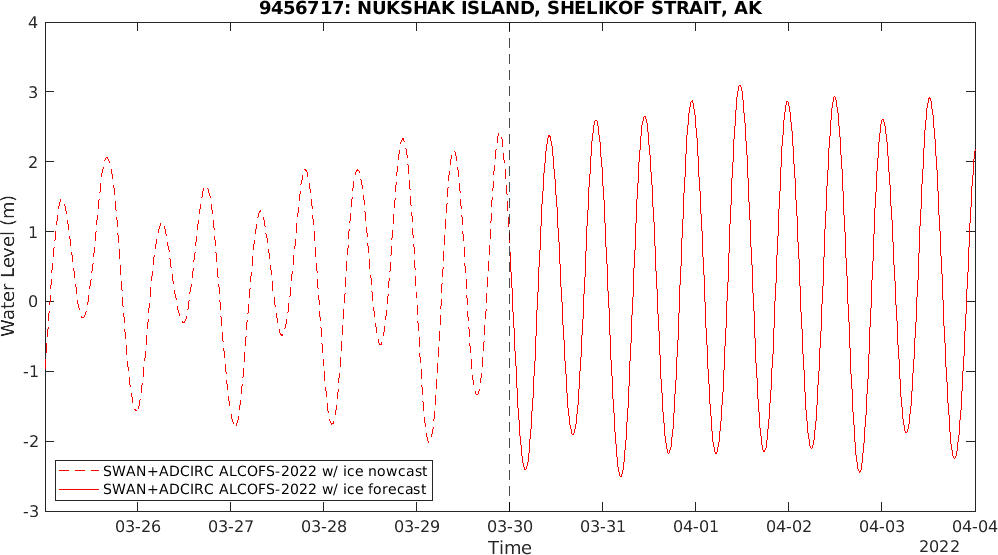 9456717: NUKSHAK ISLAND, SHELIKOF STRAIT, AK
Water Level (m)
4
3
2
1
0
-1
-2
-3
SWAN+ADCIRC ALCOFS-2022 w/ ice nowcast
SWAN+ADCIRC ALCOFS-2022 w/ ice forecast
03-26 03-27 03-28 03-29 03-30 03-31 04-01 04-02 04-03 04-04
Time
2022